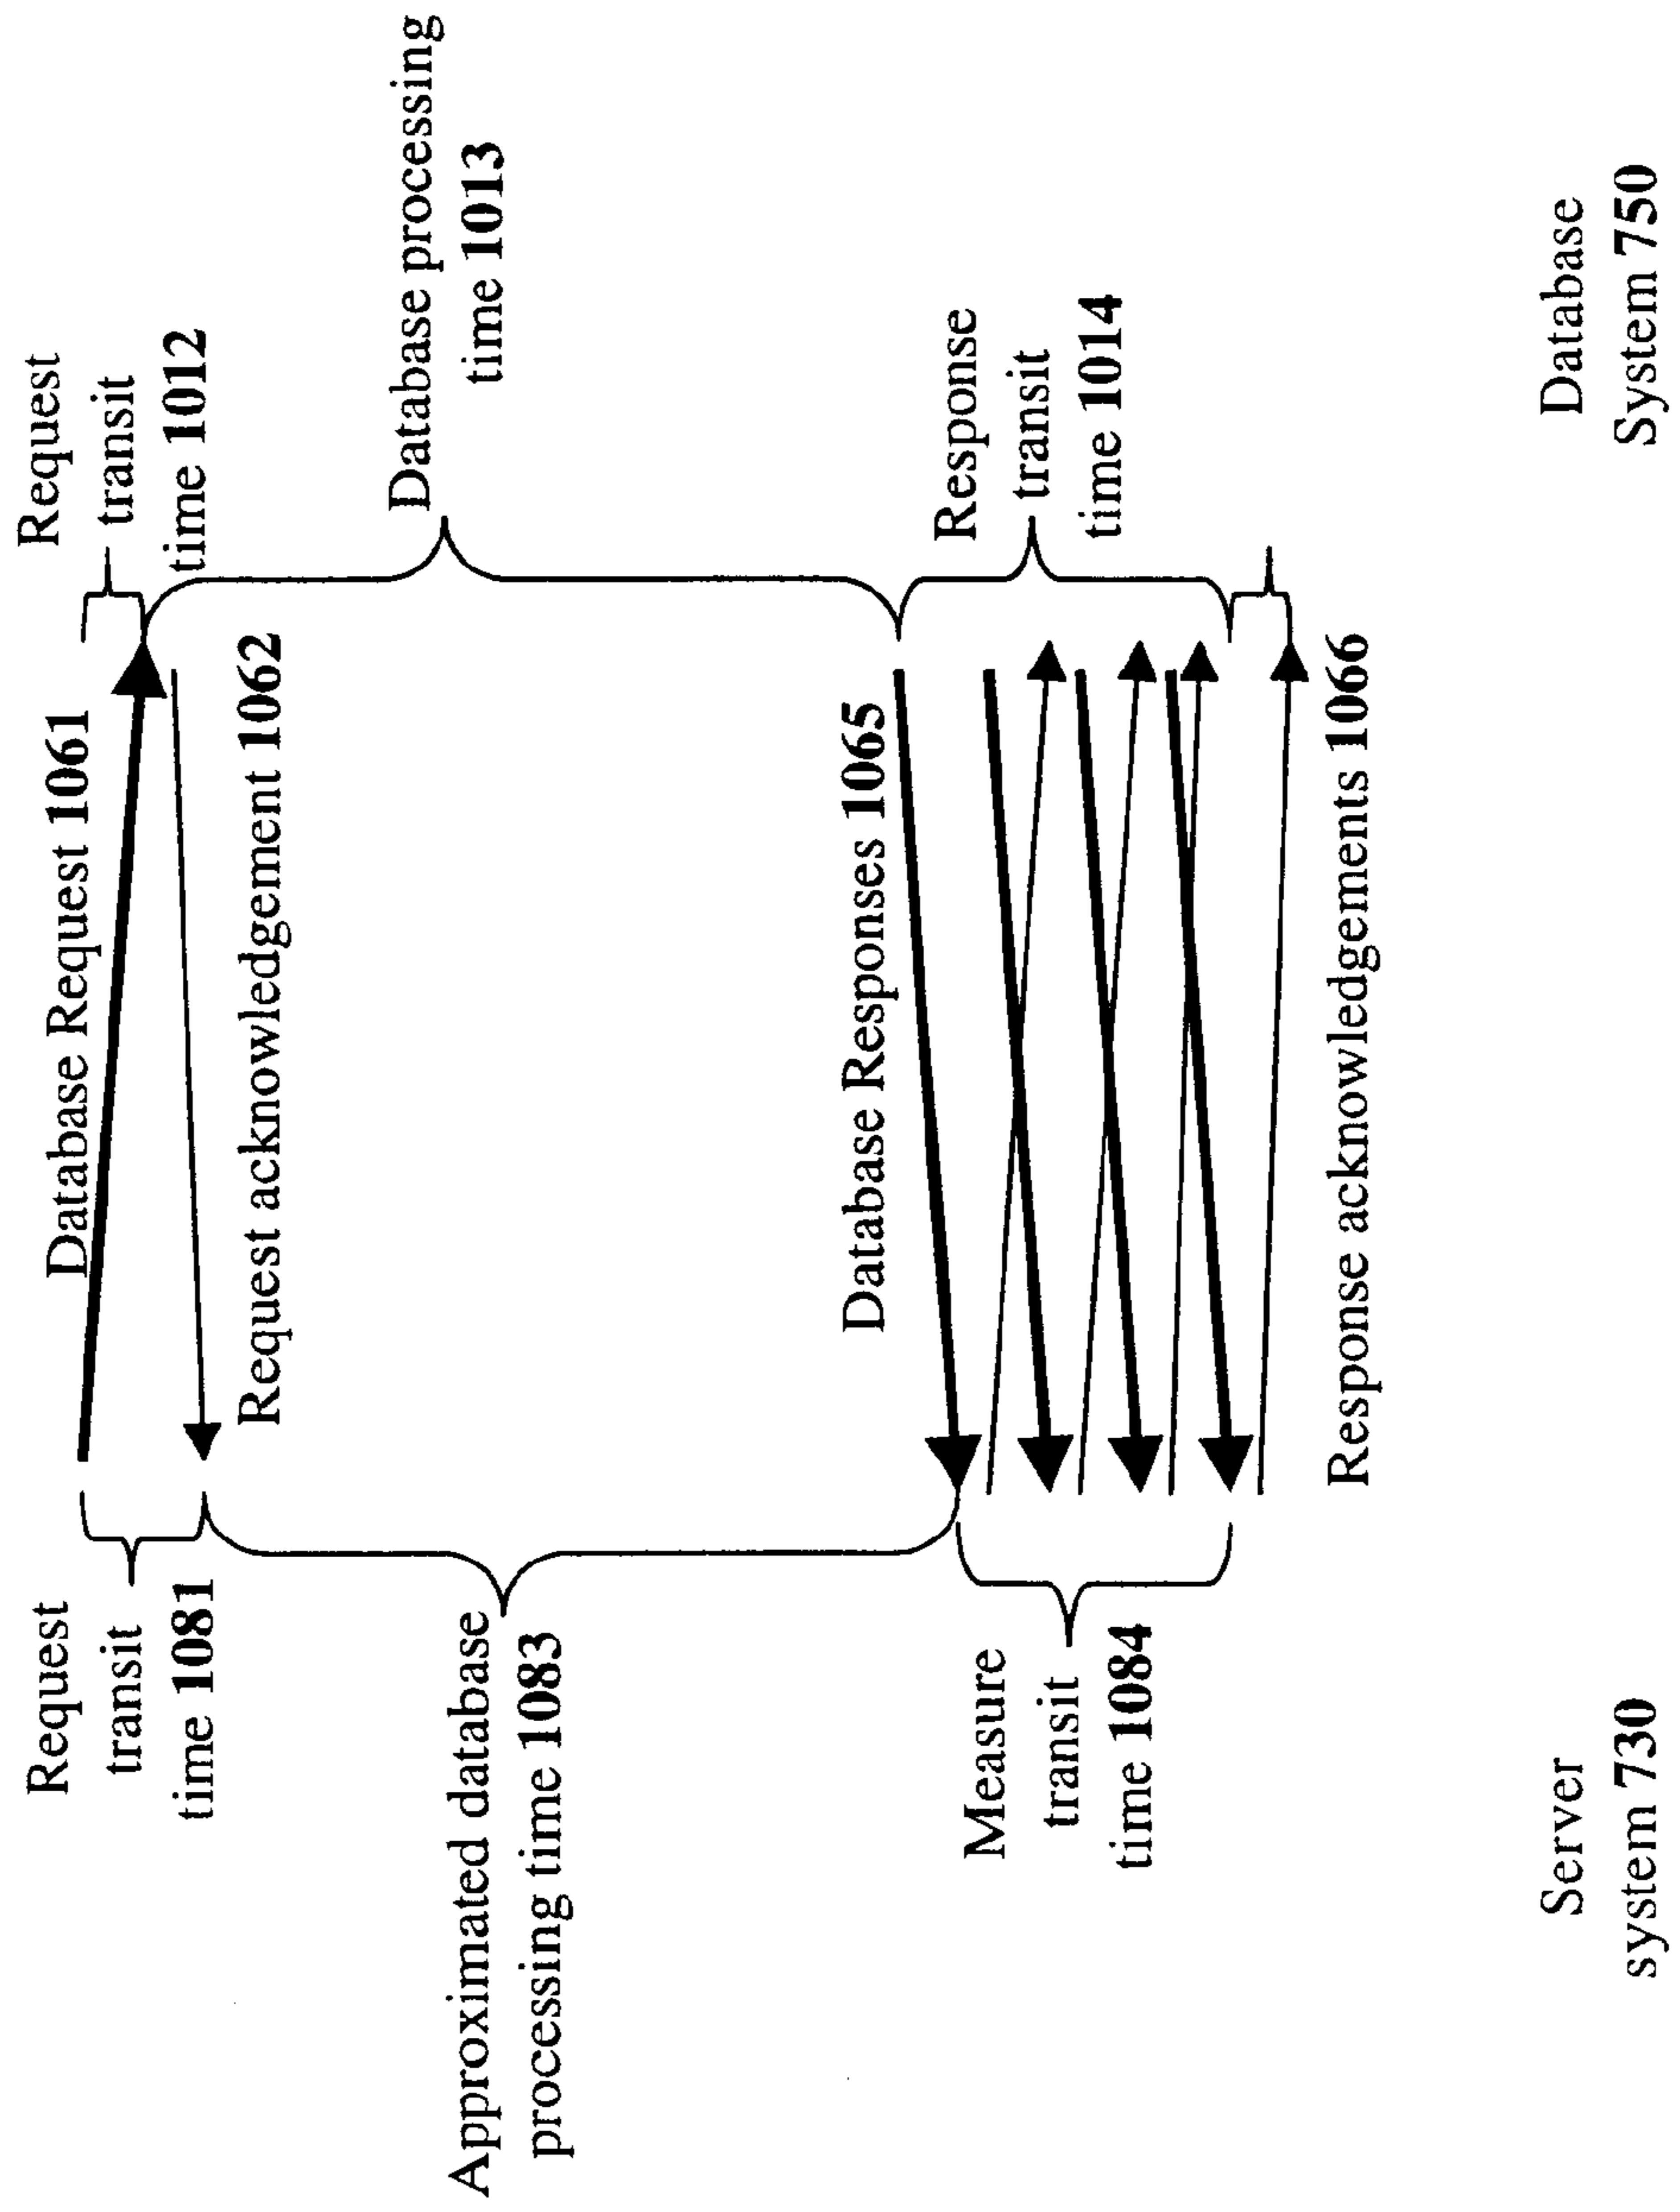 Request
transit
time 1081
Approximated database
processing time 1083
Measure
transit
time 1084
Server
system 730
Database Request 1061
Request acknowledgement 1062
Database Responses 1065
Response acknowledgements 1066
Request
transit
time 1012
Database processing
time 1013
Response
transit
time 1014
Database
System 750